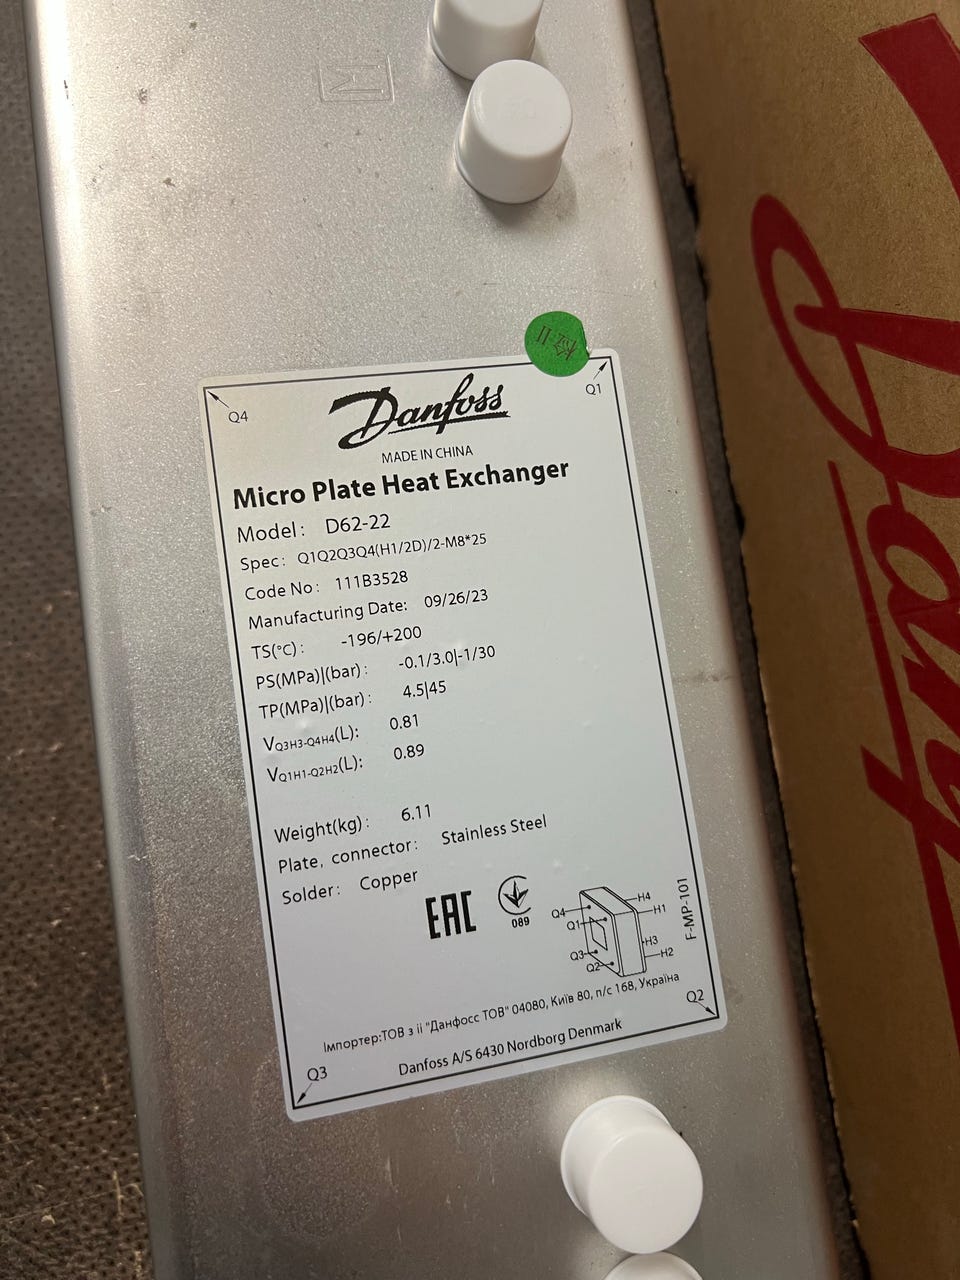 Q4
Q1
Danfoss
MADE IN CHINA
Micro Plate Heat Exchanger
Model: D62-22
Spec: Q1Q2Q3Q4(H1/2D)/2-M8*25
Code No: 111B3528
Manufacturing Date: 09/26/23
TS(°C): -196/+200
PS(MPa)|(bar): -0.1/3.0|-1/30
TP(MPa)|(bar): 4.5|45
VQ3H3-Q4H4(L): 0.81
VQ1H1-Q2H2(L): 0.89
Weight(kg): 6.11
Plate, connector: Stainless Steel
Solder: Copper
EAC
089
Q4
H4
Q1
H1
Q3
H3
Q2
H2
F-MP-101
Імпортер:ТОВ з іі "Данфосс ТОВ" 04080, Київ 80, п/с 168, Україна
Q2
Danfoss A/S 6430 Nordborg Denmark
Q3